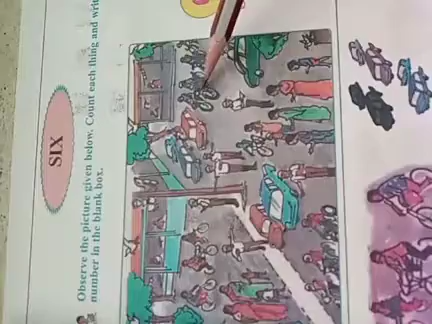 SIX
Observe the picture given below. Count each thing and write
number in the blank box.